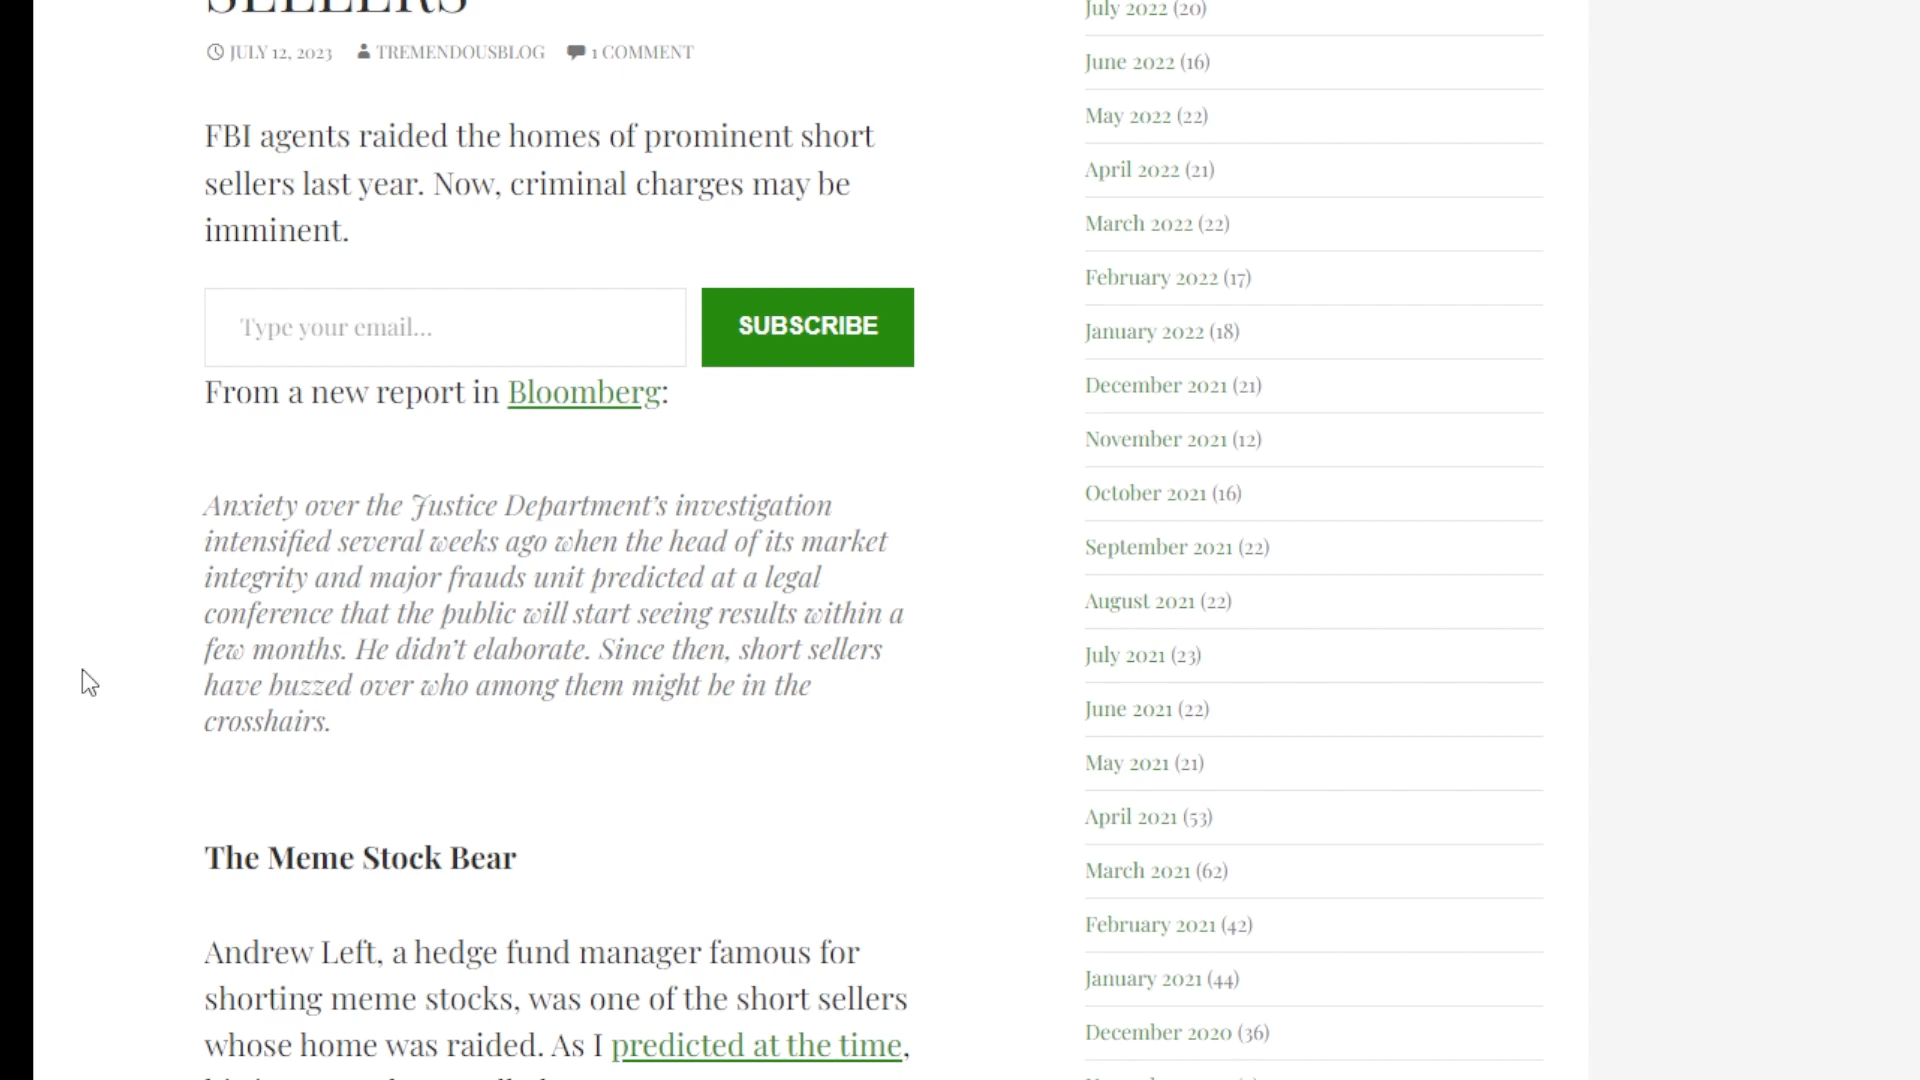 SELLERS
JULY 12, 2023 TREMENDOUSBLOG 1 COMMENT
FBI agents raided the homes of prominent short
sellers last year. Now, criminal charges may be
imminent.
Type your email...
SUBSCRIBE
From a new report in Bloomberg:
Anxiety over the Justice Department’s investigation
intensified several weeks ago when the head of its market
integrity and major frauds unit predicted at a legal
conference that the public will start seeing results within a
few months. He didn’t elaborate. Since then, short sellers
have buzzed over who among them might be in the
crosshairs.
The Meme Stock Bear
Andrew Left, a hedge fund manager famous for
shorting meme stocks, was one of the short sellers
whose home was raided. As I predicted at the time,
July 2022 (20)
June 2022 (16)
May 2022 (22)
April 2022 (21)
March 2022 (22)
February 2022 (17)
January 2022 (18)
December 2021 (21)
November 2021 (12)
October 2021 (16)
September 2021 (22)
August 2021 (22)
July 2021 (23)
June 2021 (22)
May 2021 (21)
April 2021 (53)
March 2021 (62)
February 2021 (42)
January 2021 (44)
December 2020 (36)